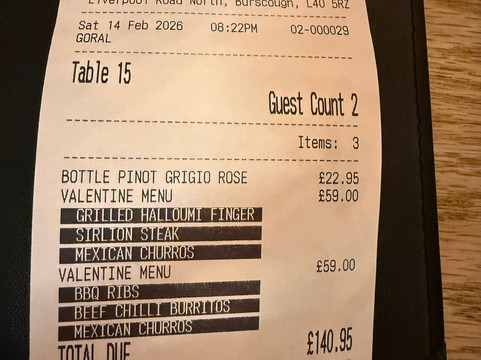 Liverpool Road North, Burscough, L40 5RZ
Sat 14 Feb 2026 08:22PM 02-000029
GORAL
Table 15
Guest Count 2
Items: 3
BOTTLE PINOT GRIGIO ROSE £22.95
VALENTINE MENU £59.00
GRILLED HALLOUMI FINGER
SIRLION STEAK
MEXICAN CHURROS
VALENTINE MENU £59.00
BBQ RIBS
BEEF CHILLI BURRITOS
MEXICAN CHURROS
TOTAL DUE £140.95